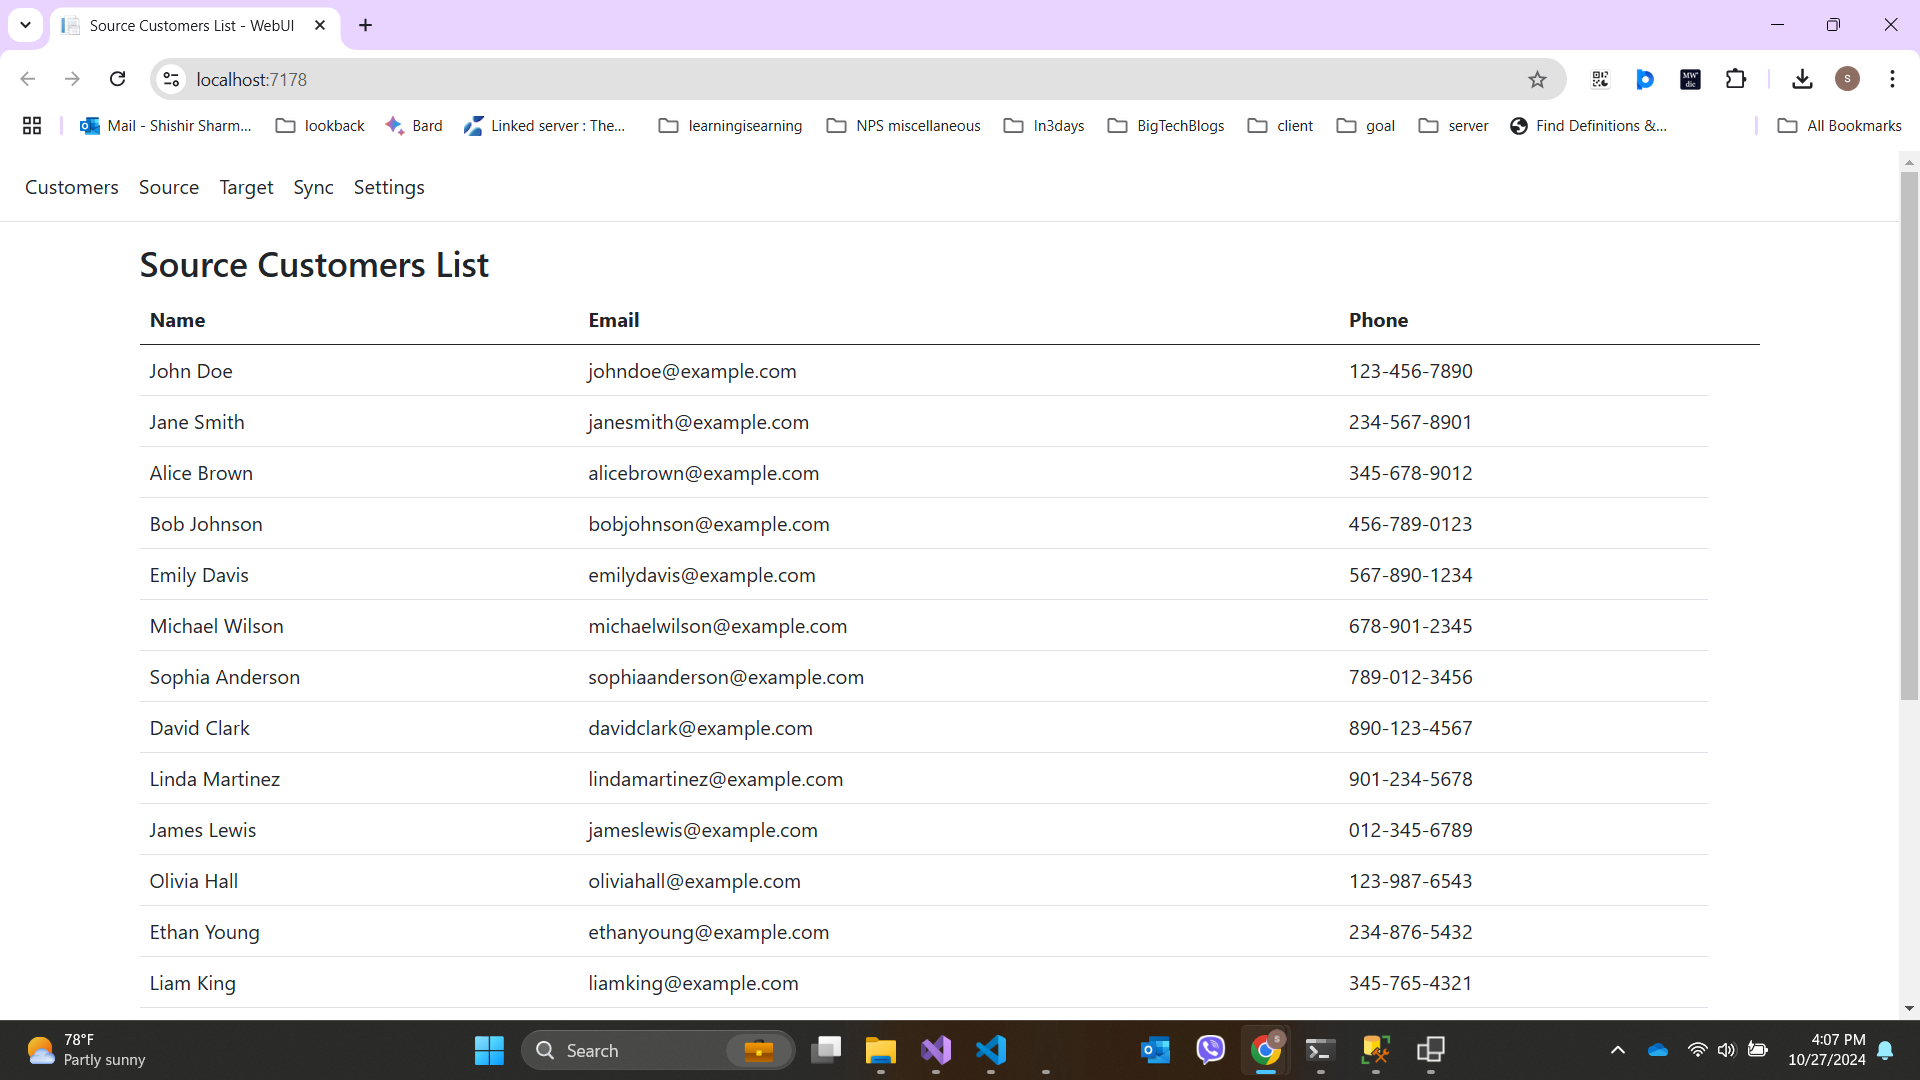 Source Customers List - WebUI
localhost:7178
S
MW dic
Mail - Shishir Sharm... lookback Bard Linked server : The... learningisearning NPS miscellaneous In3days BigTechBlogs client goal server Find Definitions &... All Bookmarks
Customers Source Target Sync Settings
Source Customers List
Name Email Phone
John Doe johndoe@example.com 123-456-7890
Jane Smith janesmith@example.com 234-567-8901
Alice Brown alicebrown@example.com 345-678-9012
Bob Johnson bobjohnson@example.com 456-789-0123
Emily Davis emilydavis@example.com 567-890-1234
Michael Wilson michaelwilson@example.com 678-901-2345
Sophia Anderson sophiaanderson@example.com 789-012-3456
David Clark davidclark@example.com 890-123-4567
Linda Martinez lindamartinez@example.com 901-234-5678
James Lewis jameslewis@example.com 012-345-6789
Olivia Hall oliviahall@example.com 123-987-6543
Ethan Young ethanyoung@example.com 234-876-5432
Liam King liamking@example.com 345-765-4321
78°F
Partly sunny
Search
4:07 PM
10/27/2024